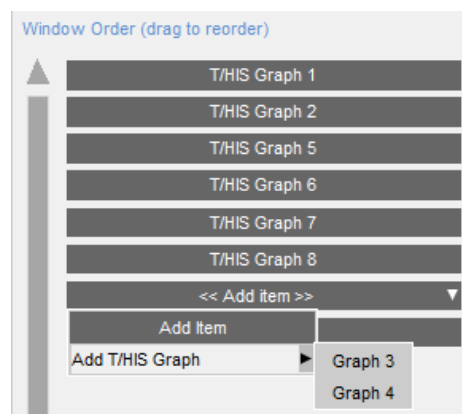 Window Order (drag to reorder)
T/HIS Graph 1
T/HIS Graph 2
T/HIS Graph 5
T/HIS Graph 6
T/HIS Graph 7
T/HIS Graph 8
<< Add item >>
Add Item
Add T/HIS Graph
Graph 3
Graph 4